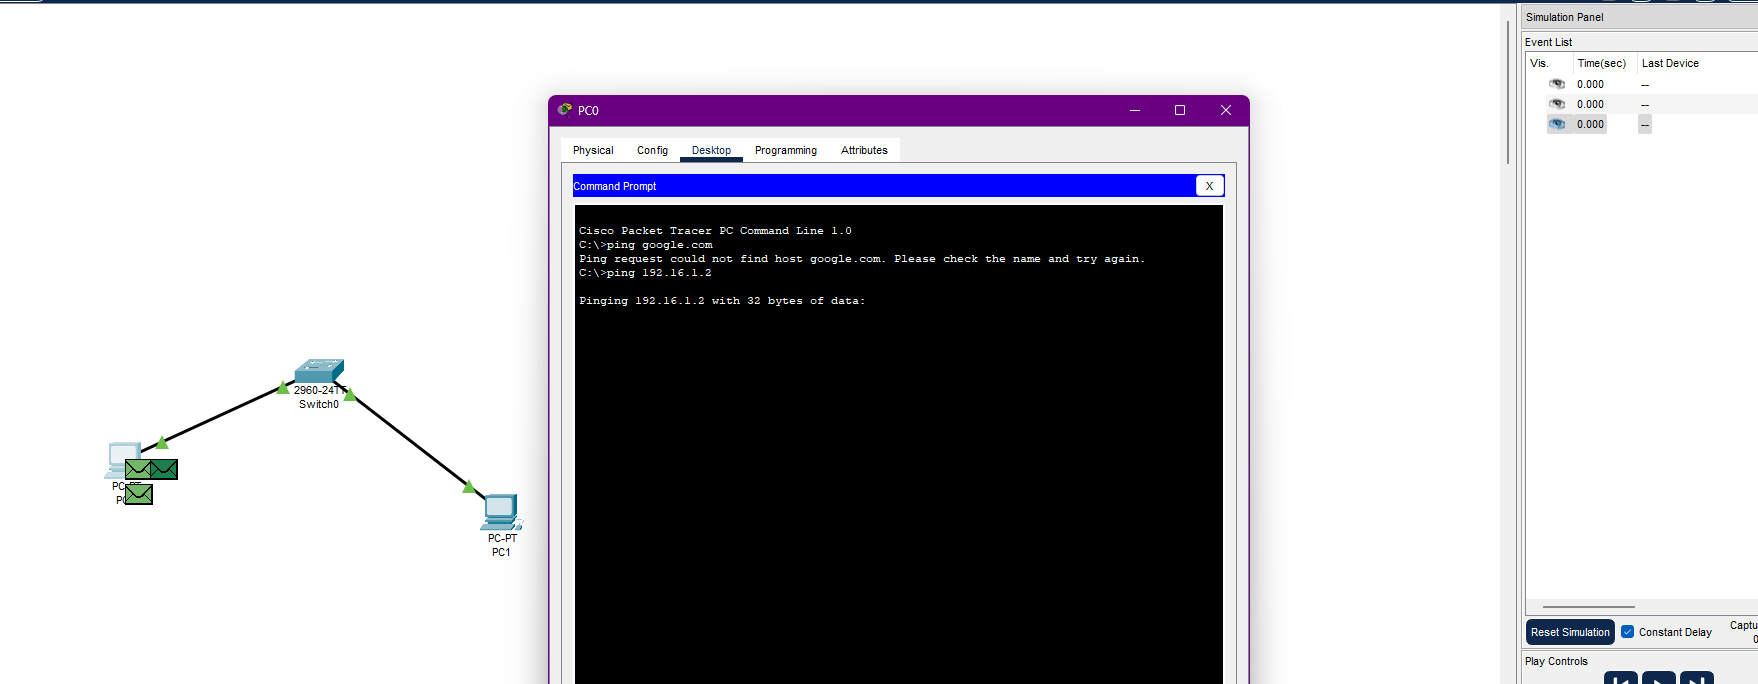 Simulation Panel
Event List
Vis. Time(sec) Last Device
0.000 --
0.000 --
0.000 --
PC0
Physical Config Desktop Programming Attributes
Command Prompt X
Cisco Packet Tracer PC Command Line 1.0
C:\>ping google.com
Ping request could not find host google.com. Please check the name and try again.
C:\>ping 192.16.1.2
Pinging 192.16.1.2 with 32 bytes of data:
2960-24TT
Switch0
PC-PT
PC1
Reset Simulation Constant Delay Captu
0
Play Controls